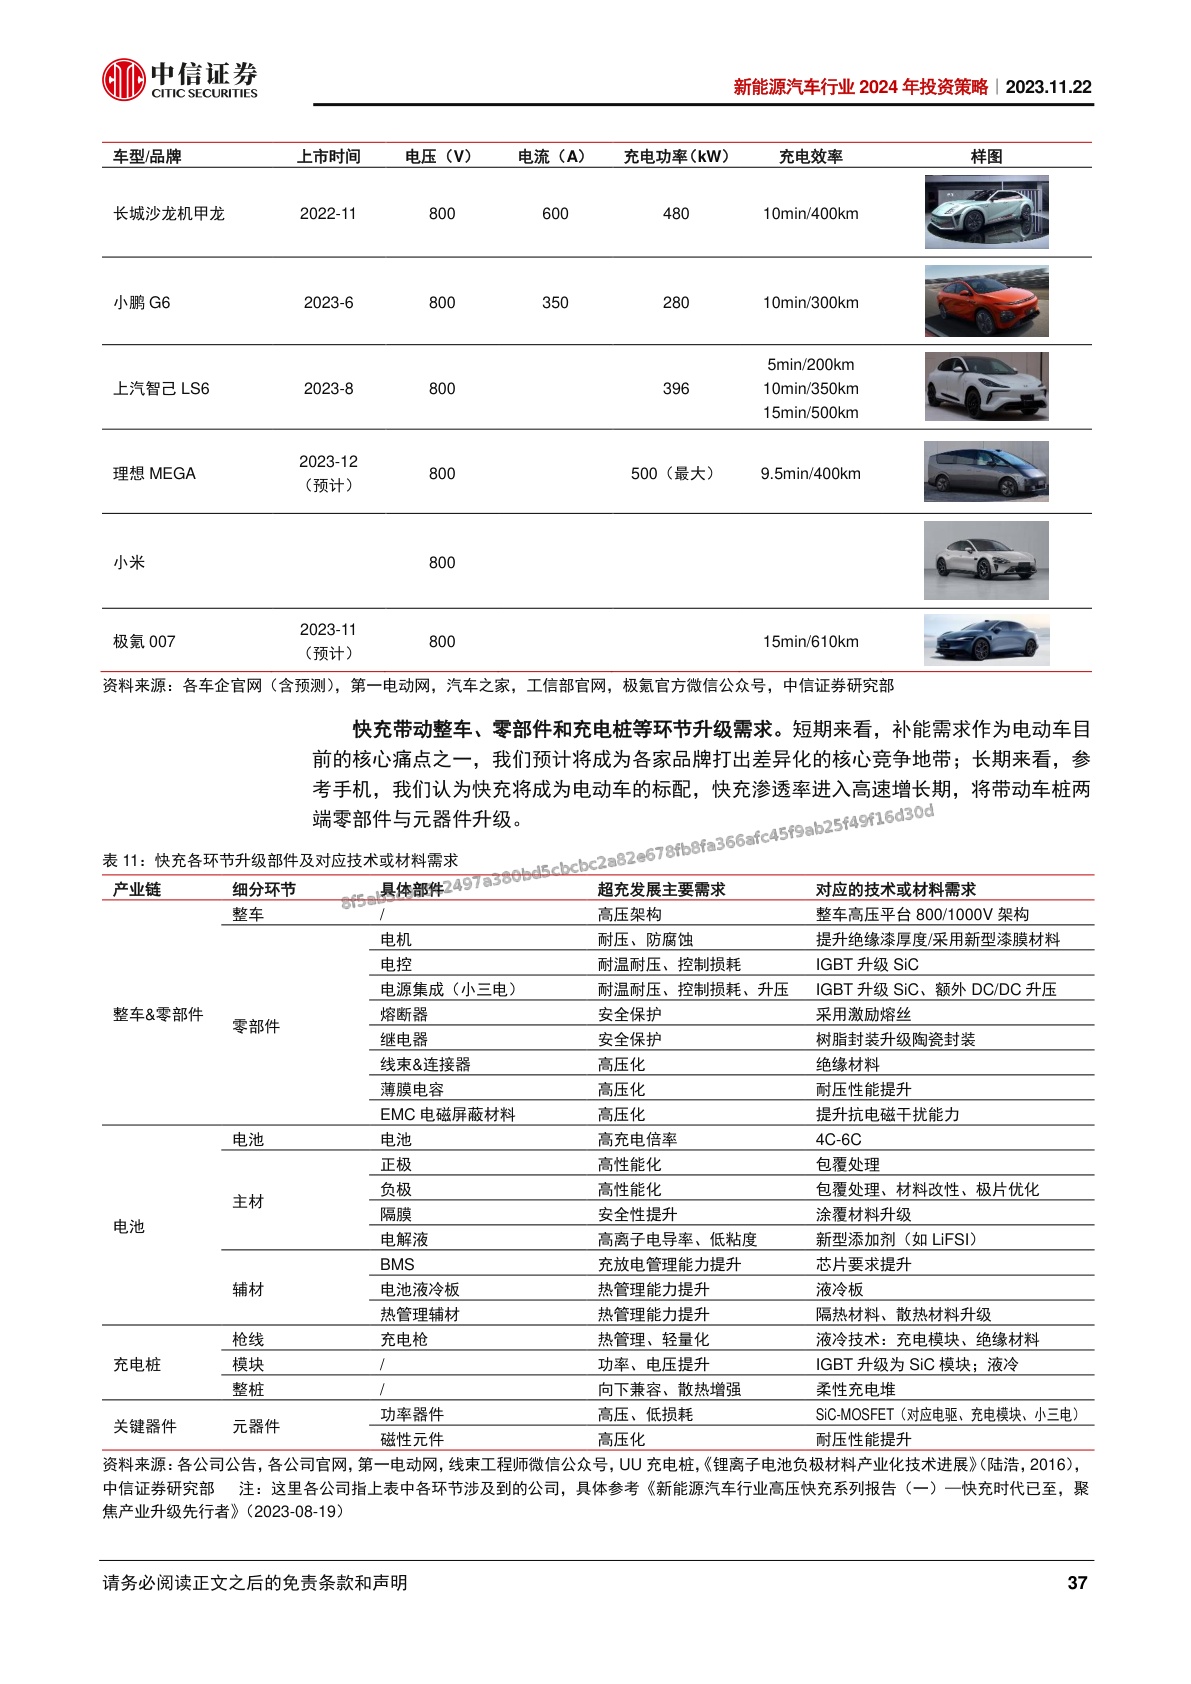 中信证券
CITIC SECURITIES
新能源汽车行业 2024 年投资策略｜2023.11.22
车型/品牌 上市时间 电压（V） 电流（A） 充电功率（kW） 充电效率 样图
长城沙龙机甲龙 2022-11 800 600 480 10min/400km
小鹏 G6 2023-6 800 350 280 10min/300km
5min/200km
上汽智己 LS6 2023-8 800 396 10min/350km
15min/500km
理想 MEGA 2023-12（预计） 800 500（最大） 9.5min/400km
小米 800
极氪 007 2023-11（预计） 800 15min/610km
资料来源：各车企官网（含预测），第一电动网，汽车之家，工信部官网，极氪官方微信公众号，中信证券研究部
快充带动整车、零部件和充电桩等环节升级需求。短期来看，补能需求作为电动车目
前的核心痛点之一，我们预计将成为各家品牌打出差异化的核心竞争地带；长期来看，参
考手机，我们认为快充将成为电动车的标配，快充渗透率进入高速增长期，将带动车桩两
端零部件与元器件升级。
表 11：快充各环节升级部件及对应技术或材料需求
产业链 细分环节 具体部件 超充发展主要需求 对应的技术或材料需求
整车 / 高压架构 整车高压平台 800/1000V 架构
电机 耐压、防腐蚀 提升绝缘漆厚度/采用新型漆膜材料
电控 耐温耐压、控制损耗 IGBT 升级 SiC
电源集成（小三电） 耐温耐压、控制损耗、升压 IGBT 升级 SiC、额外 DC/DC 升压
整车&零部件 零部件 熔断器 安全保护 采用激励熔丝
继电器 安全保护 树脂封装升级陶瓷封装
线束&连接器 高压化 绝缘材料
薄膜电容 高压化 耐压性能提升
EMC 电磁屏蔽材料 高压化 提升抗电磁干扰能力
电池 电池 高充电倍率 4C-6C
正极 高性能化 包覆处理
主材 负极 高性能化 包覆处理、材料改性、极片优化
电池 隔膜 安全性提升 涂覆材料升级
电解液 高离子电导率、低粘度 新型添加剂（如 LiFSI）
BMS 充放电管理能力提升 芯片要求提升
辅材 电池液冷板 热管理能力提升 液冷板
热管理辅材 热管理能力提升 隔热材料、散热材料升级
枪线 充电枪 热管理、轻量化 液冷技术：充电模块、绝缘材料
充电桩 模块 / 功率、电压提升 IGBT 升级为 SiC 模块；液冷
整桩 / 向下兼容、散热增强 柔性充电堆
关键器件 元器件 功率器件 高压、低损耗 SiC-MOSFET（对应电驱、充电模块、小三电）
磁性元件 高压化 耐压性能提升
资料来源：各公司公告，各公司官网，第一电动网，线束工程师微信公众号，UU 充电桩，《锂离子电池负极材料产业化技术进展》（陆浩，2016），
中信证券研究部 注：这里各公司指上表中各环节涉及到的公司，具体参考《新能源汽车行业高压快充系列报告（一）—快充时代已至，聚
焦产业升级先行者》（2023-08-19）
请务必阅读正文之后的免责条款和声明 37